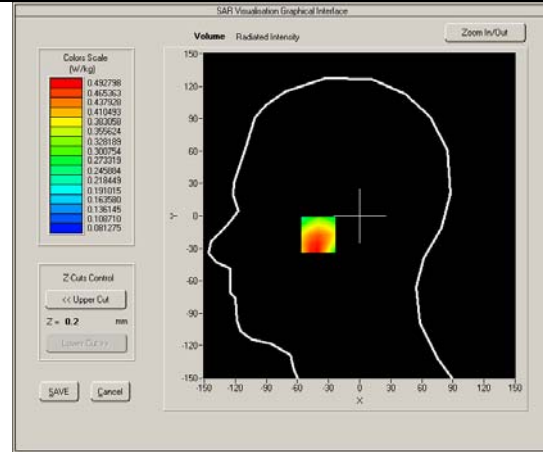 SAR Visualisation Graphical Interface
Volume Radiated Intensity
Zoom In/Out
Colors Scale
(W/kg)
0.492798
0.465363
0.437928
0.410493
0.383058
0.355624
0.328189
0.300754
0.273319
0.245884
0.218449
0.191015
0.163580
0.136145
0.108710
0.081275
Z Cuts Control
<< Upper Cut
Z = 0.2 mm
Lower Cut >>
SAVE Cancel
150
120
90
60
30
0
-30
-60
-90
-120
-150
Y
-150 -120 -90 -60 -30 0 30 60 90 120 150
X